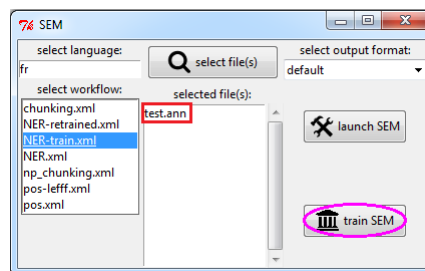 SEM
select language:
fr
select file(s)
select output format:
default
select workflow:
chunking.xml
NER-retrained.xml
NER-train.xml
NER.xml
np_chunking.xml
pos-lefff.xml
pos.xml
selected file(s):
test.ann
launch SEM
train SEM